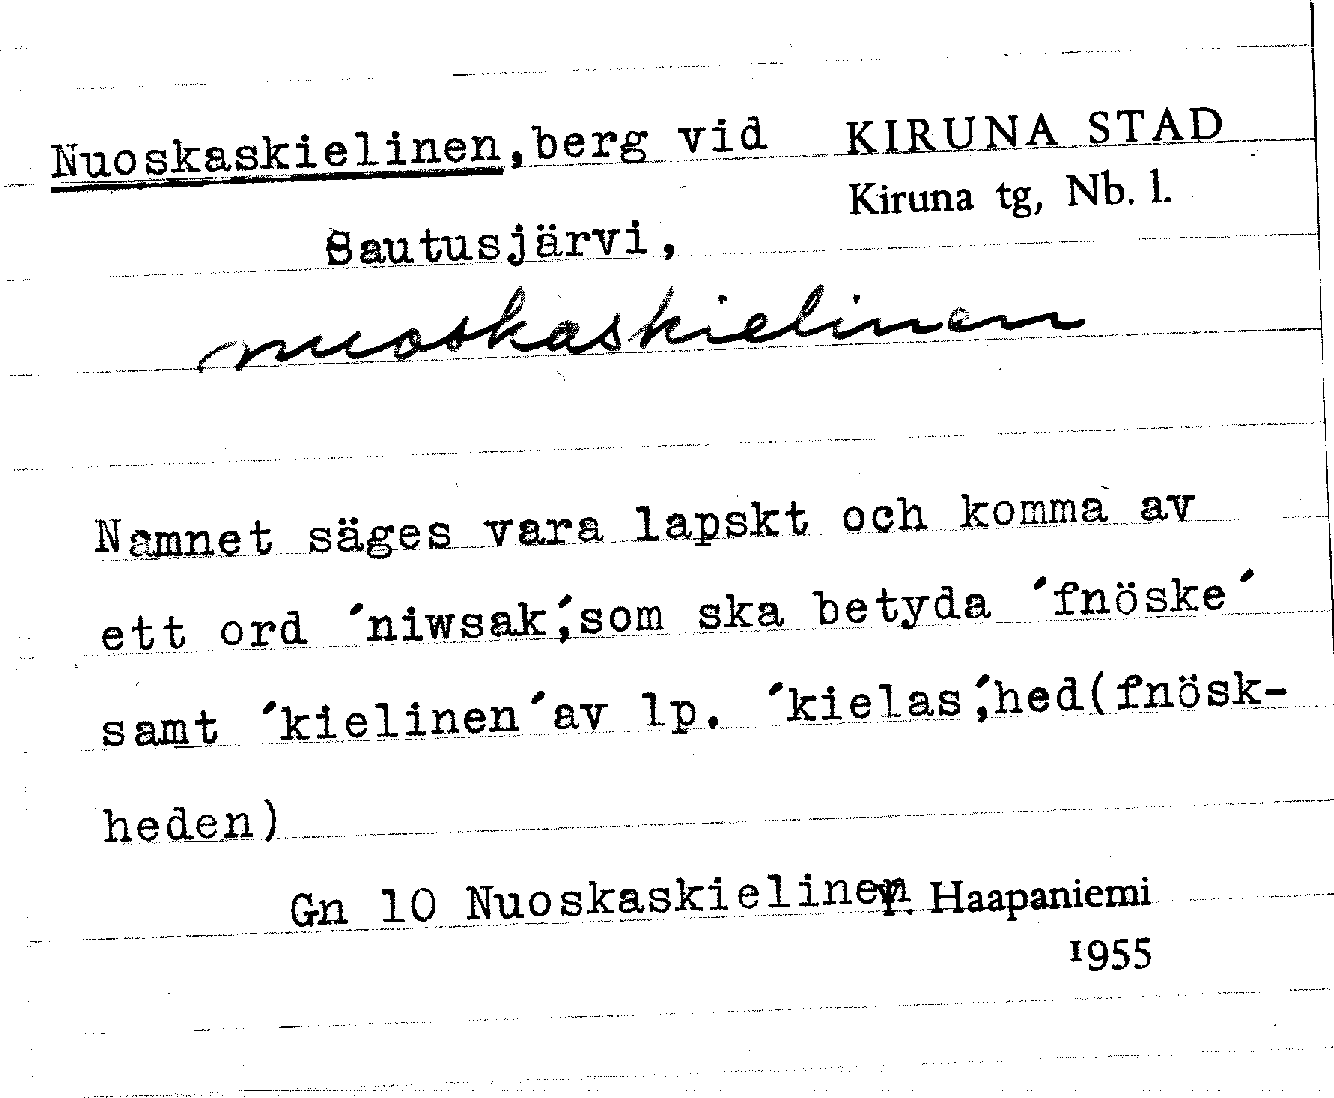 Nuoskaskielinen, berg vid KIRUNA STAD
Kiruna tg, Nb. l.
Sautusjärvi,
nuoskaskielinen
Namnet säges vara lapskt och komma av
ett ord ´niwsak´,som ska betyda ´fnöske´
samt ´kielinen´av lp. ´kielas´,hed(fnösk-
heden)
Gn 10 Nuoskaskielinen Haapaniemi
1955